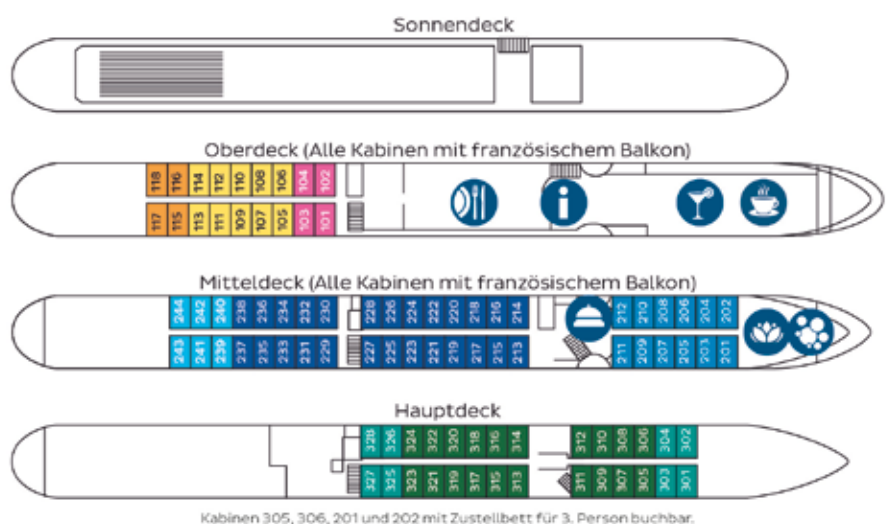 Sonnendeck
Oberdeck (Alle Kabinen mit französischem Balkon)
118 116 114 112 110 108 106 104 102
117 115 113 111 109 107 105 103 101
Mitteldeck (Alle Kabinen mit französischem Balkon)
244 242 240 238 236 234 232 230 228 226 224 222 220 218 216 214 212 210 208 206 204 202
243 241 239 237 235 233 231 229 227 225 223 221 219 217 215 213 211 209 207 205 203 201
Hauptdeck
328 326 324 322 320 318 316 314 312 310 308 306 304 302
327 325 323 321 319 317 315 313 311 309 307 305 303 301
Kabinen 305, 306, 201 und 202 mit Zustellbett für 3. Person buchbar.